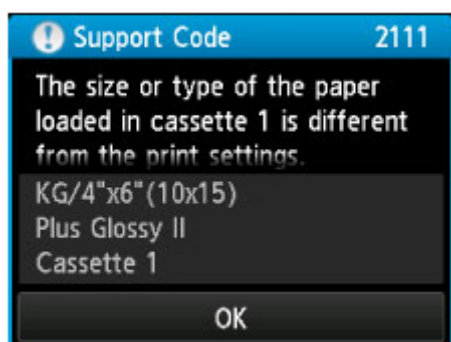 Support Code 2111
The size or type of the paper
loaded in cassette 1 is different
from the print settings.
KG/4"x6"(10x15)
Plus Glossy II
Cassette 1
OK